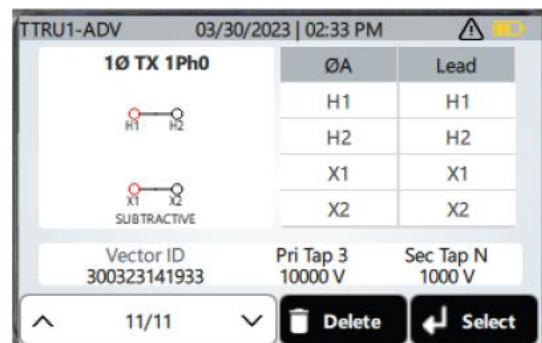 TTRU1-ADV 03/30/2023 | 02:33 PM
1Ø TX 1Ph0
H1 H2
X1 X2
SUBTRACTIVE
ØA Lead
H1 H1
H2 H2
X1 X1
X2 X2
Vector ID Pri Tap 3 Sec Tap N
300323141933 10000 V 1000 V
11/11 Delete Select